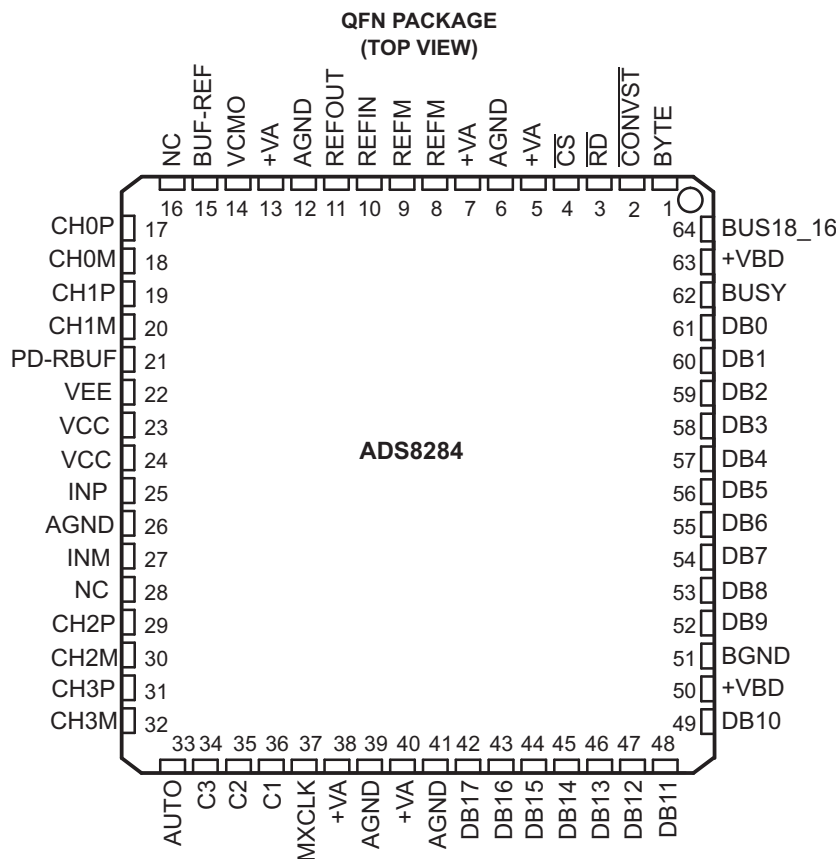 QFN PACKAGE
(TOP VIEW)
NC
BUF-REF
VCMO
+VA
AGND
REFOUT
REFIN
REFM
REFM
+VA
AGND
+VA
CS
RD
CONVST
BYTE
16 15 14 13 12 11 10 9 8 7 6 5 4 3 2 1
CH0P 17
CH0M 18
CH1P 19
CH1M 20
PD-RBUF 21
VEE 22
VCC 23
VCC 24
INP 25
AGND 26
INM 27
NC 28
CH2P 29
CH2M 30
CH3P 31
CH3M 32
ADS8284
64 BUS18_16
63 +VBD
62 BUSY
61 DB0
60 DB1
59 DB2
58 DB3
57 DB4
56 DB5
55 DB6
54 DB7
53 DB8
52 DB9
51 BGND
50 +VBD
49 DB10
33 34 35 36 37 38 39 40 41 42 43 44 45 46 47 48
AUTO
C3
C2
C1
MXCLK
+VA
AGND
+VA
AGND
DB17
DB16
DB15
DB14
DB13
DB12
DB11